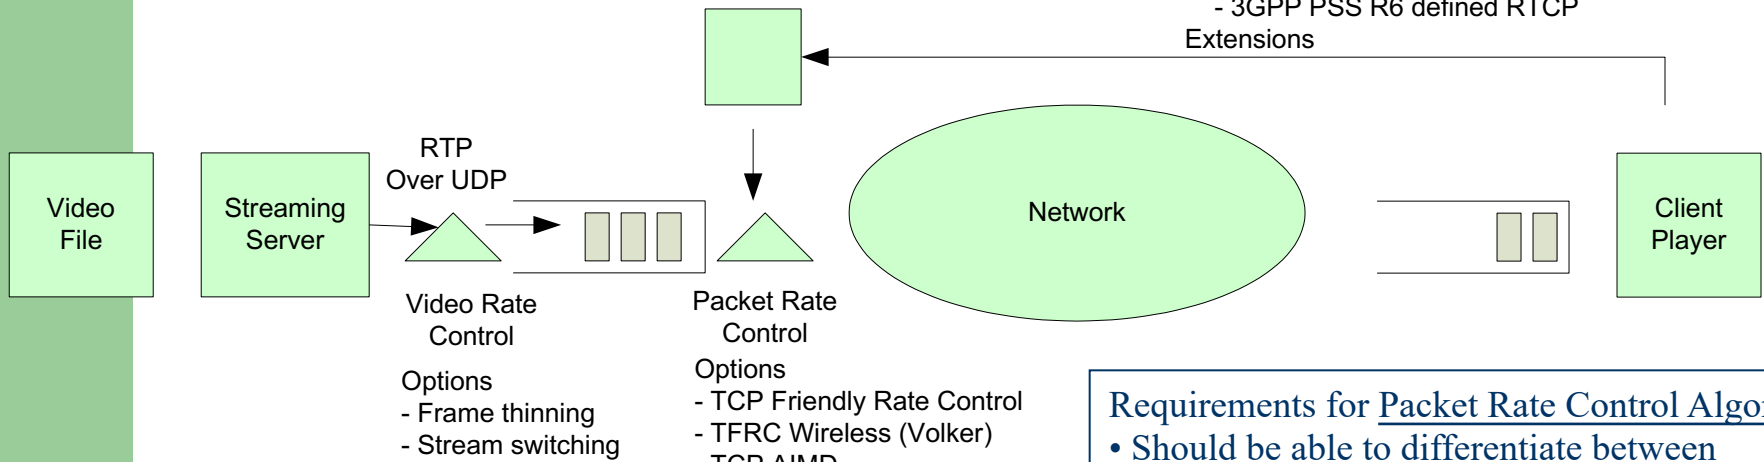 - 3GPP PSS R6 defined RTCP
Extensions
RTP
Over UDP
Video
File
Streaming
Server
Network
Client
Player
Video Rate
Control
Packet Rate
Control
Options
- Frame thinning
- Stream switching
Options
- TCP Friendly Rate Control
- TFRC Wireless (Volker)
- TCP AIMD
Requirements for Packet Rate Control
• Should be able to differentiate between